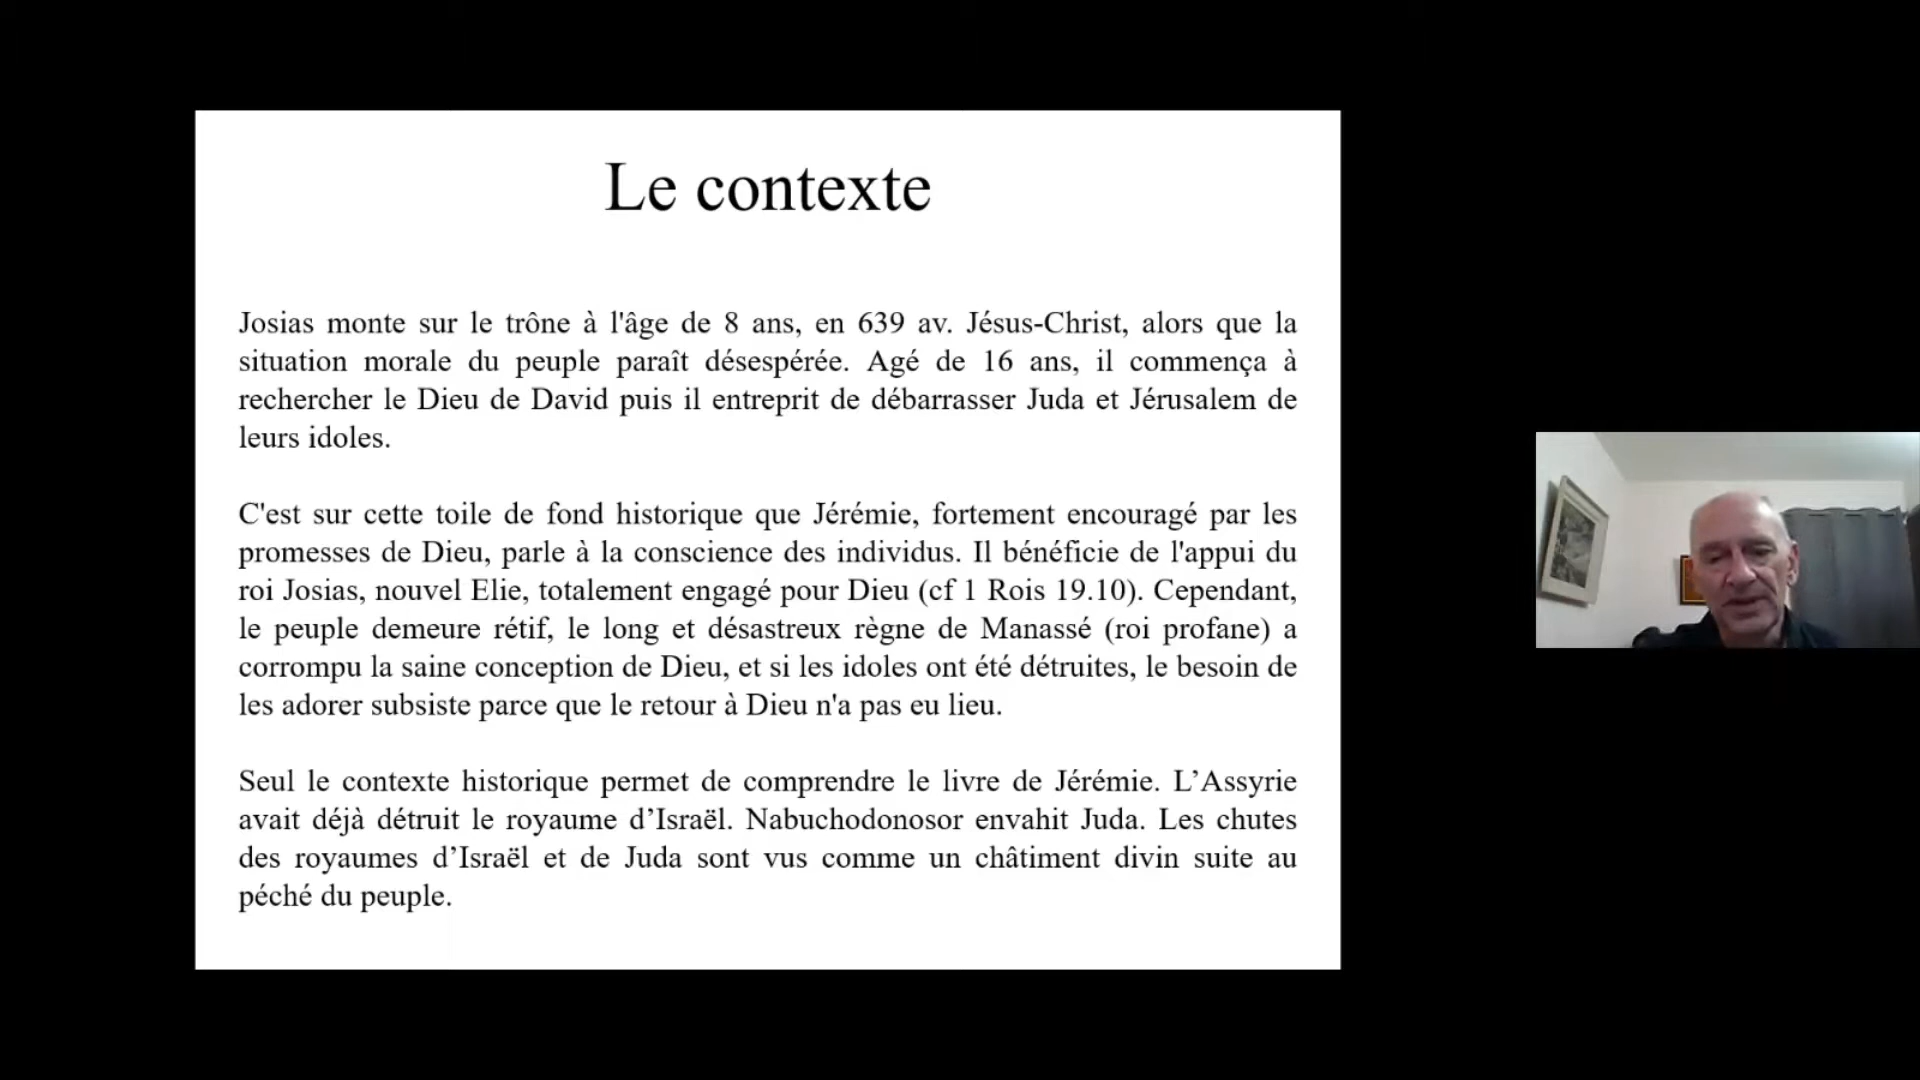 Le contexte
Josias monte sur le trône à l'âge de 8 ans, en 639 av. Jésus-Christ, alors que la
situation morale du peuple paraît désespérée. Agé de 16 ans, il commença à
rechercher le Dieu de David puis il entreprit de débarrasser Juda et Jérusalem de
leurs idoles.
C'est sur cette toile de fond historique que Jérémie, fortement encouragé par les
promesses de Dieu, parle à la conscience des individus. Il bénéficie de l'appui du
roi Josias, nouvel Elie, totalement engagé pour Dieu (cf 1 Rois 19.10). Cependant,
le peuple demeure rétif, le long et désastreux règne de Manassé (roi profane) a
corrompu la saine conception de Dieu, et si les idoles ont été détruites, le besoin de
les adorer subsiste parce que le retour à Dieu n'a pas eu lieu.
Seul le contexte historique permet de comprendre le livre de Jérémie. L’Assyrie
avait déjà détruit le royaume d’Israël. Nabuchodonosor envahit Juda. Les chutes
des royaumes d’Israël et de Juda sont vus comme un châtiment divin suite au
péché du peuple.